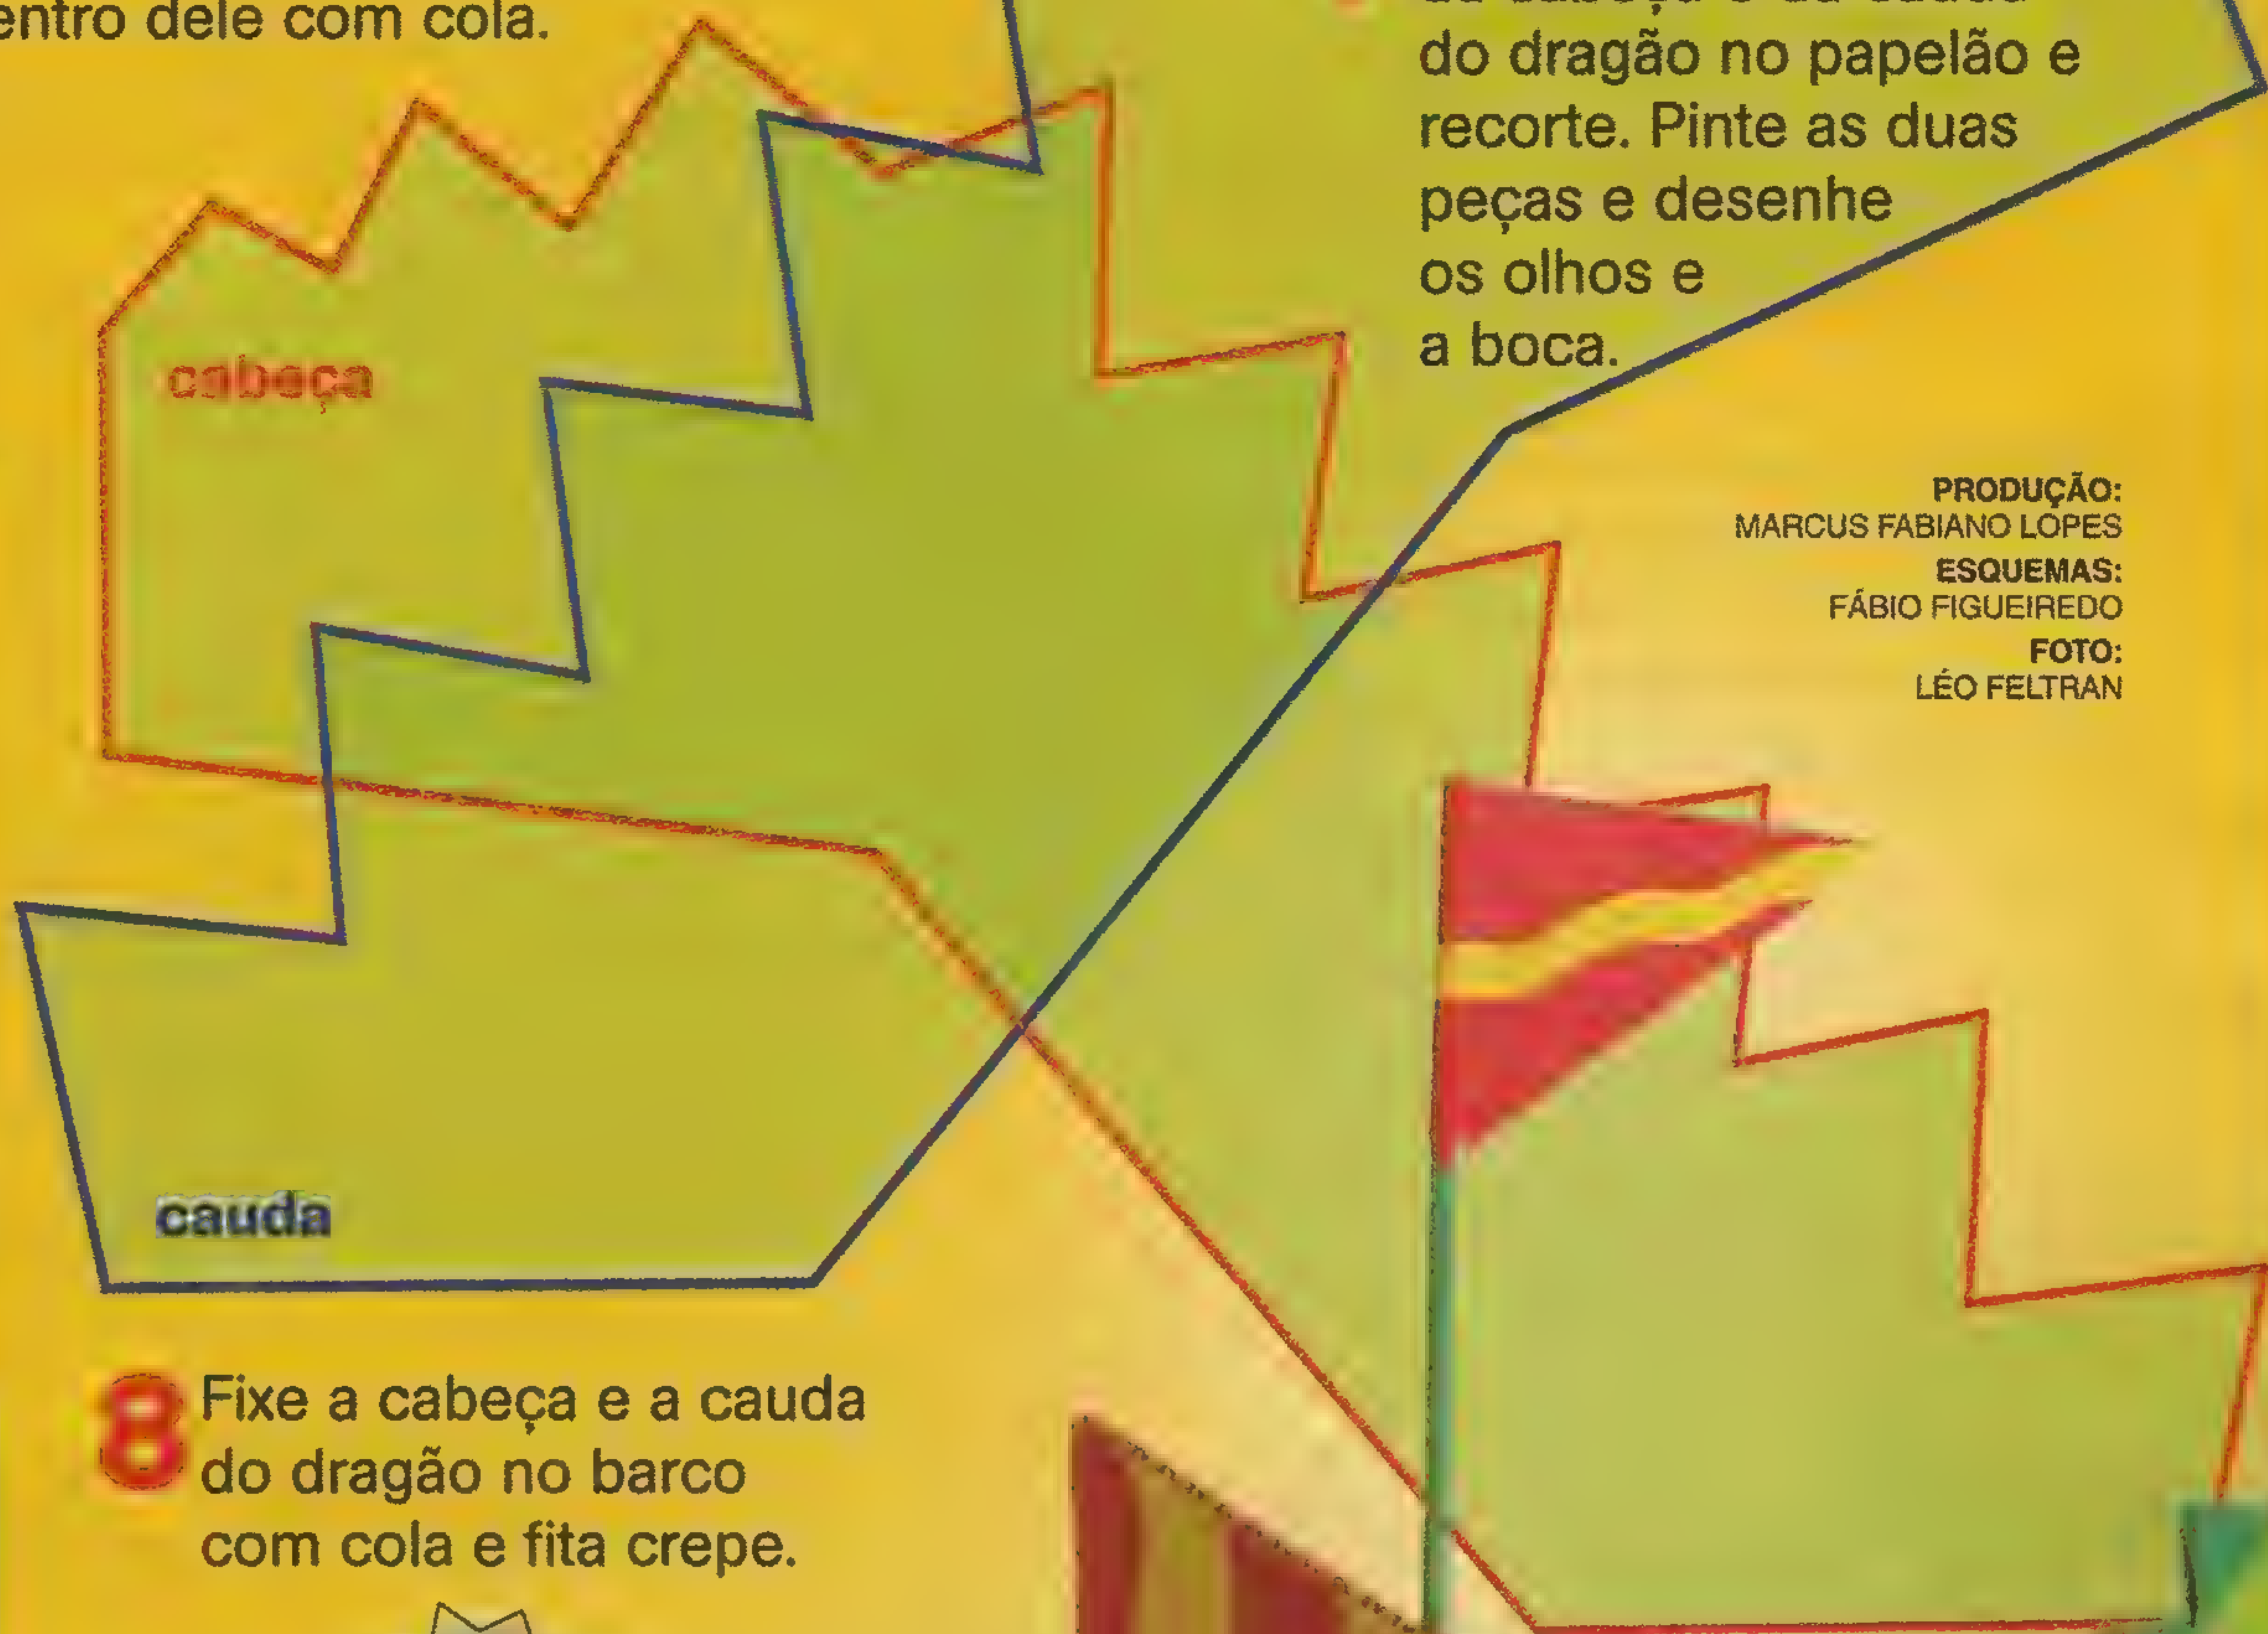 entro dele com cola.
do dragão no papelão e
recorte. Pinte as duas
peças e desenhe
os olhos e
a boca.
cabeça
PRODUÇÃO:
MARCUS FABIANO LOPES
ESQUEMAS:
FÁBIO FIGUEIREDO
FOTO:
LÉO FELTRAN
cauda
8 Fixe a cabeça e a cauda
do dragão no barco
com cola e fita crepe.